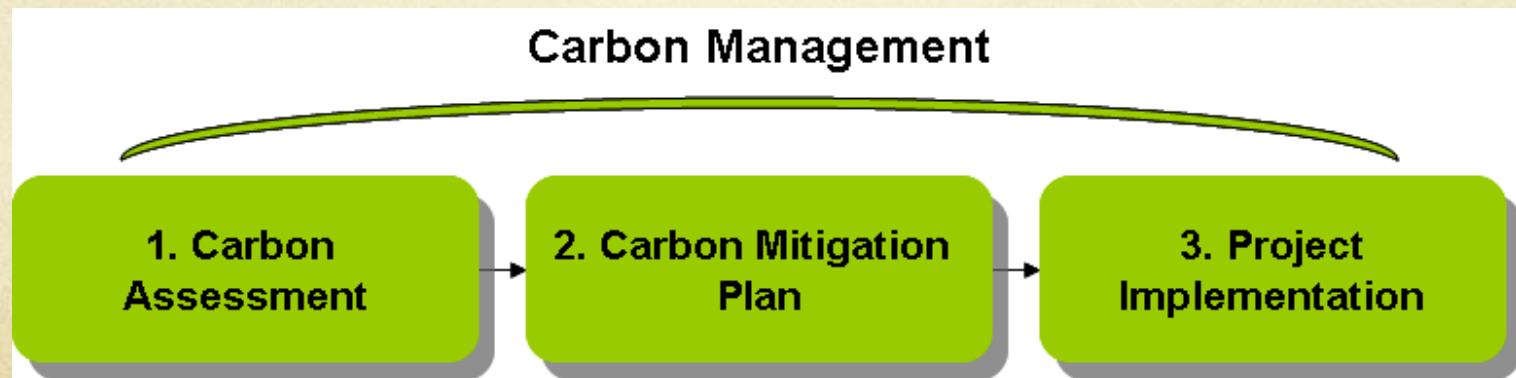 Carbon Management
1. Carbon
Assessment
2. Carbon Mitigation
Plan
3. Project
Implementation